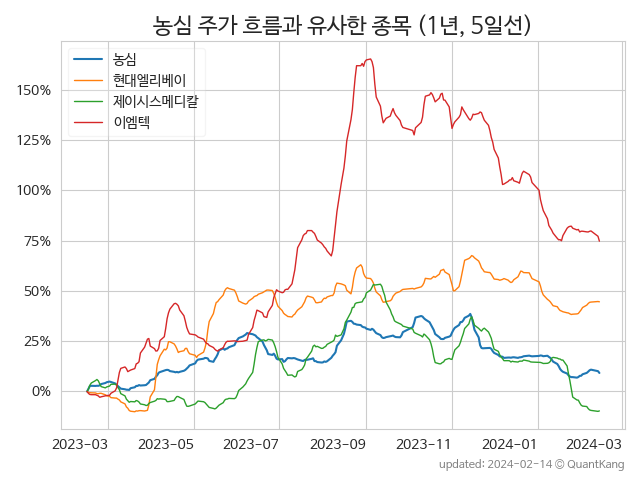 농심 주가 흐름과 유사한 종목 (1년, 5일선)
농심
현대엘리베이
제이시스메디칼
이엠텍
150%
125%
100%
75%
50%
25%
0%
2023-03 2023-05 2023-07 2023-09 2023-11 2024-01 2024-03
updated: 2024-02-14 © QuantKang